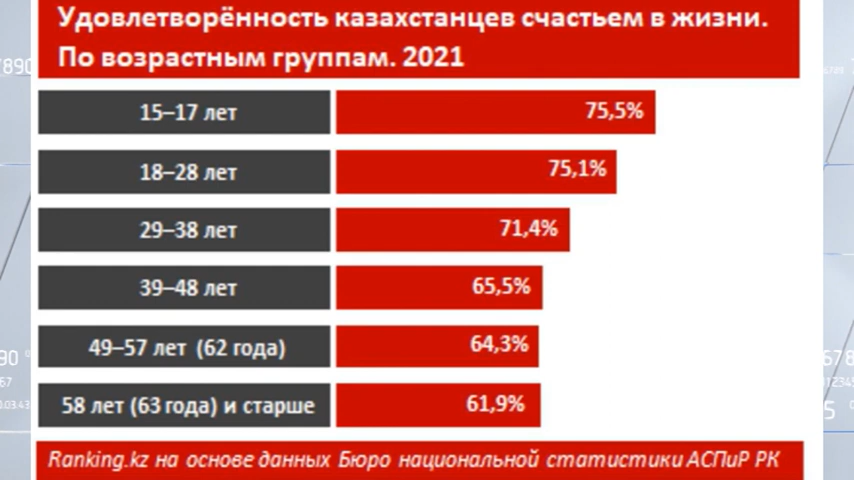 Удовлетворённость казахстанцев счастьем в жизни.
По возрастным группам. 2021
15–17 лет 75,5%
18–28 лет 75,1%
29–38 лет 71,4%
39–48 лет 65,5%
49–57 лет (62 года) 64,3%
58 лет (63 года) и старше 61,9%
Ranking.kz на основе данных Бюро национальной статистики АСПиР РК